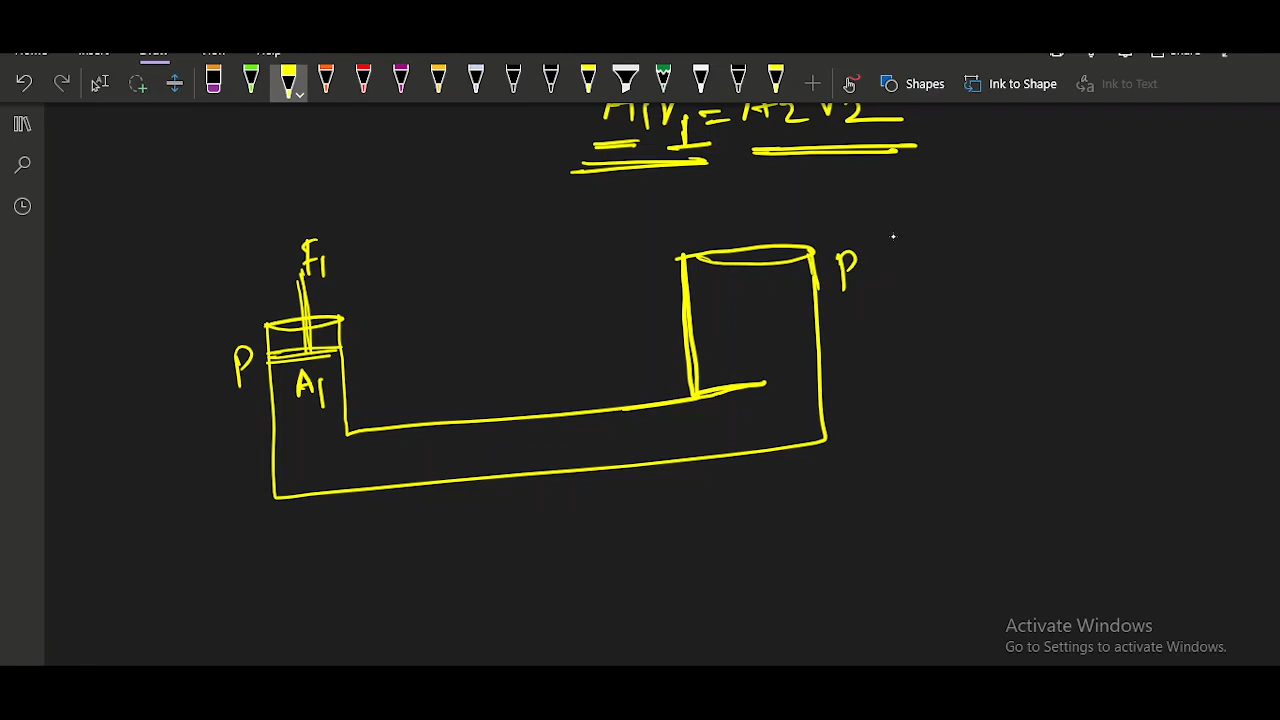 Shapes
Ink to Shape
Ink to Text
A1V1 = A2V2
F1
P
P
A1
Activate Windows
Go to Settings to activate Windows.